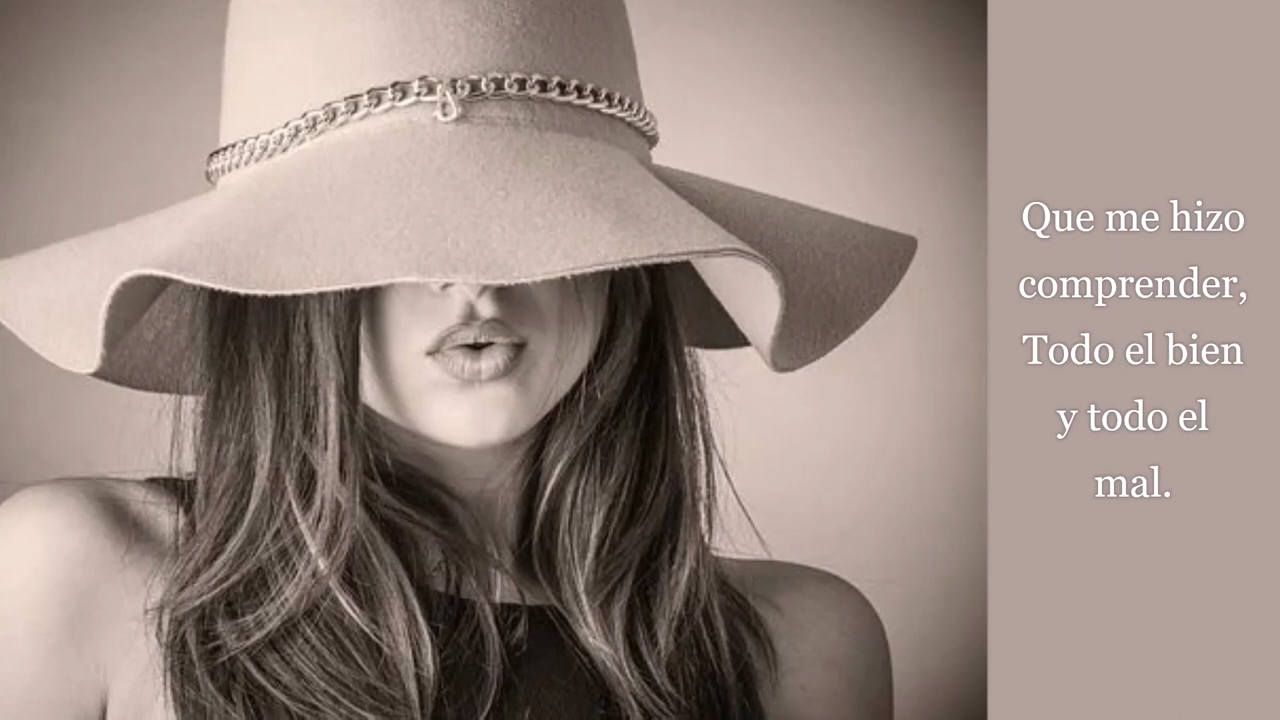 Que me hizo
comprender,
Todo el bien
y todo el
mal.